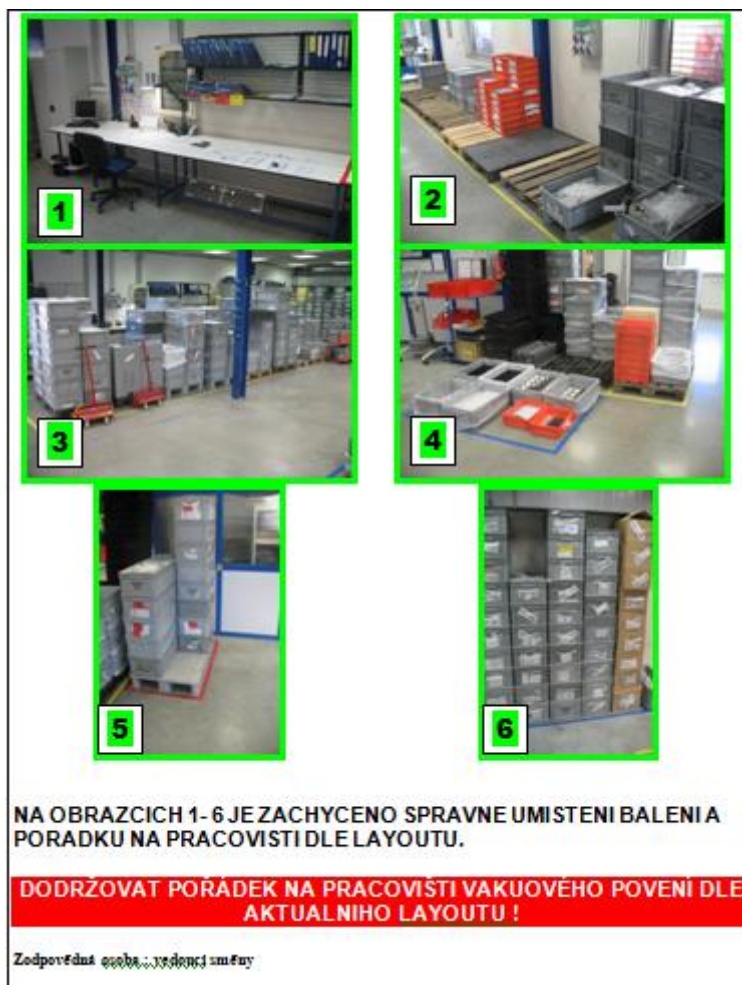 1
2
3
4
5
6
NA OBRAZCICH 1- 6 JE ZACHYCENO SPRAVNE UMISTENI BALENI A
PORADKU NA PRACOVISTI DLE LAYOUTU.
DODRŽOVAT POŘÁDEK NA PRACOVIŠTI VAKUOVÉHO POVENÍ DLE
AKTUALNIHO LAYOUTU !
Zodpovědná osoba : vedoucí směny